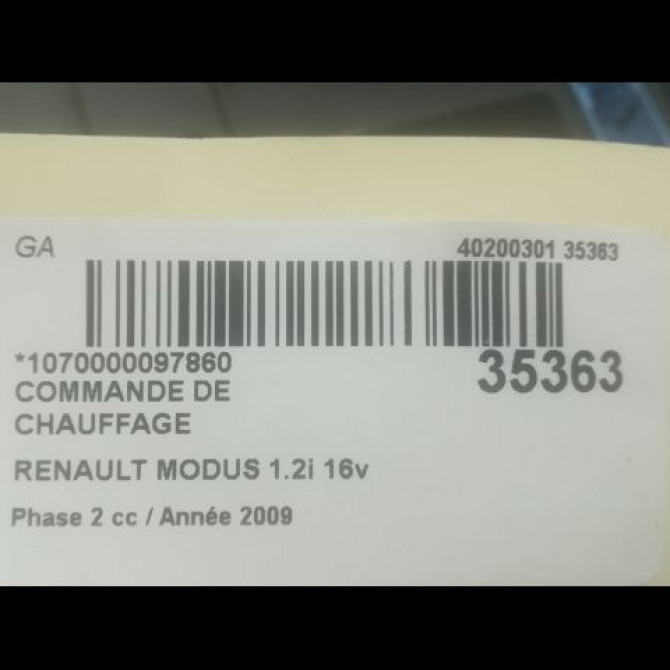 GA
40200301 35363
*1070000097860
35363
COMMANDE DE
CHAUFFAGE
RENAULT MODUS 1.2i 16v
Phase 2 cc / Année 2009